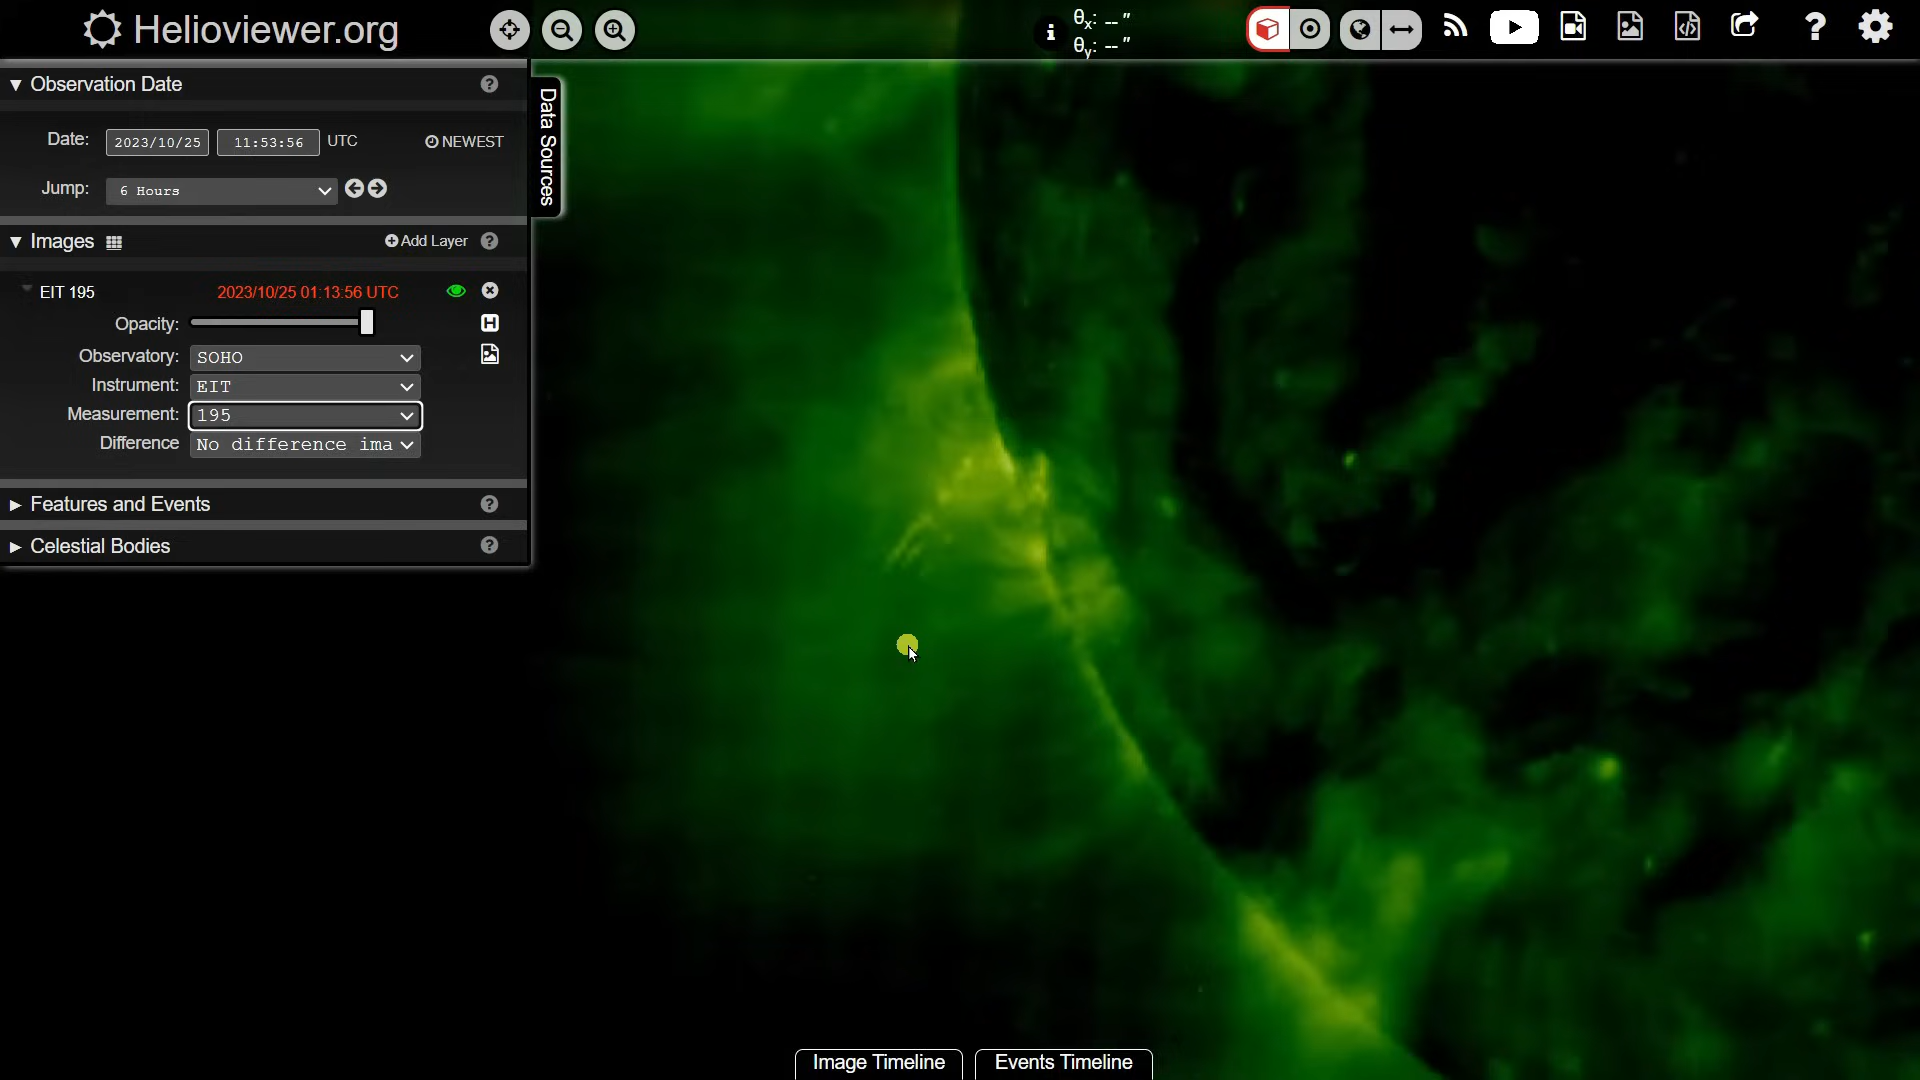 Helioviewer.org
θx: -- "
θy: -- "
Observation Date
Date: 2023/10/25 11:53:56 UTC NEWEST
Jump: 6 Hours
Images Add Layer
EIT 195 2023/10/25 01:13:56 UTC
Opacity:
Observatory: SOHO
Instrument: EIT
Measurement: 195
Difference No difference ima
Features and Events
Celestial Bodies
Data Sources
Image Timeline Events Timeline